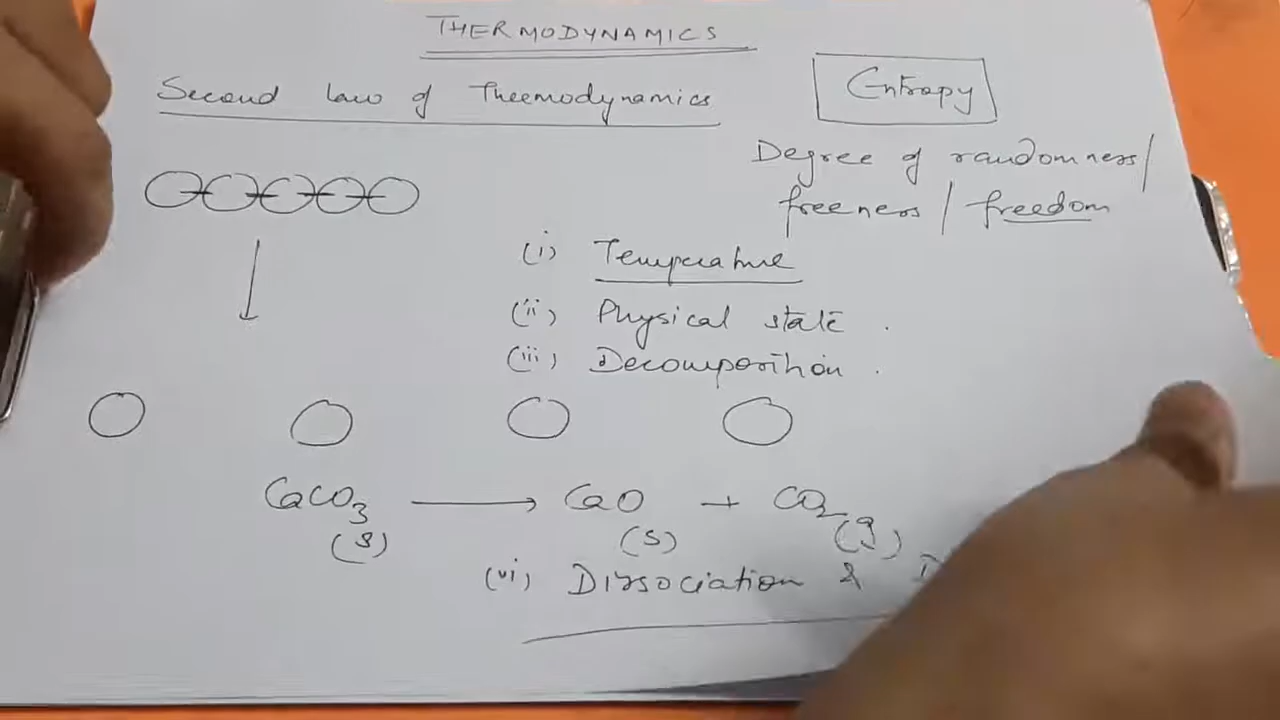 THERMODYNAMICS
Second law of Theemodynamics
Entropy
Degree of randomness/
freeness / freedom
(i) Temperature
(ii) Physical state .
(iii) Decomposition .
CaCO3 → CaO + CO2
(s) (s) (g)
(vi) Dissociation &